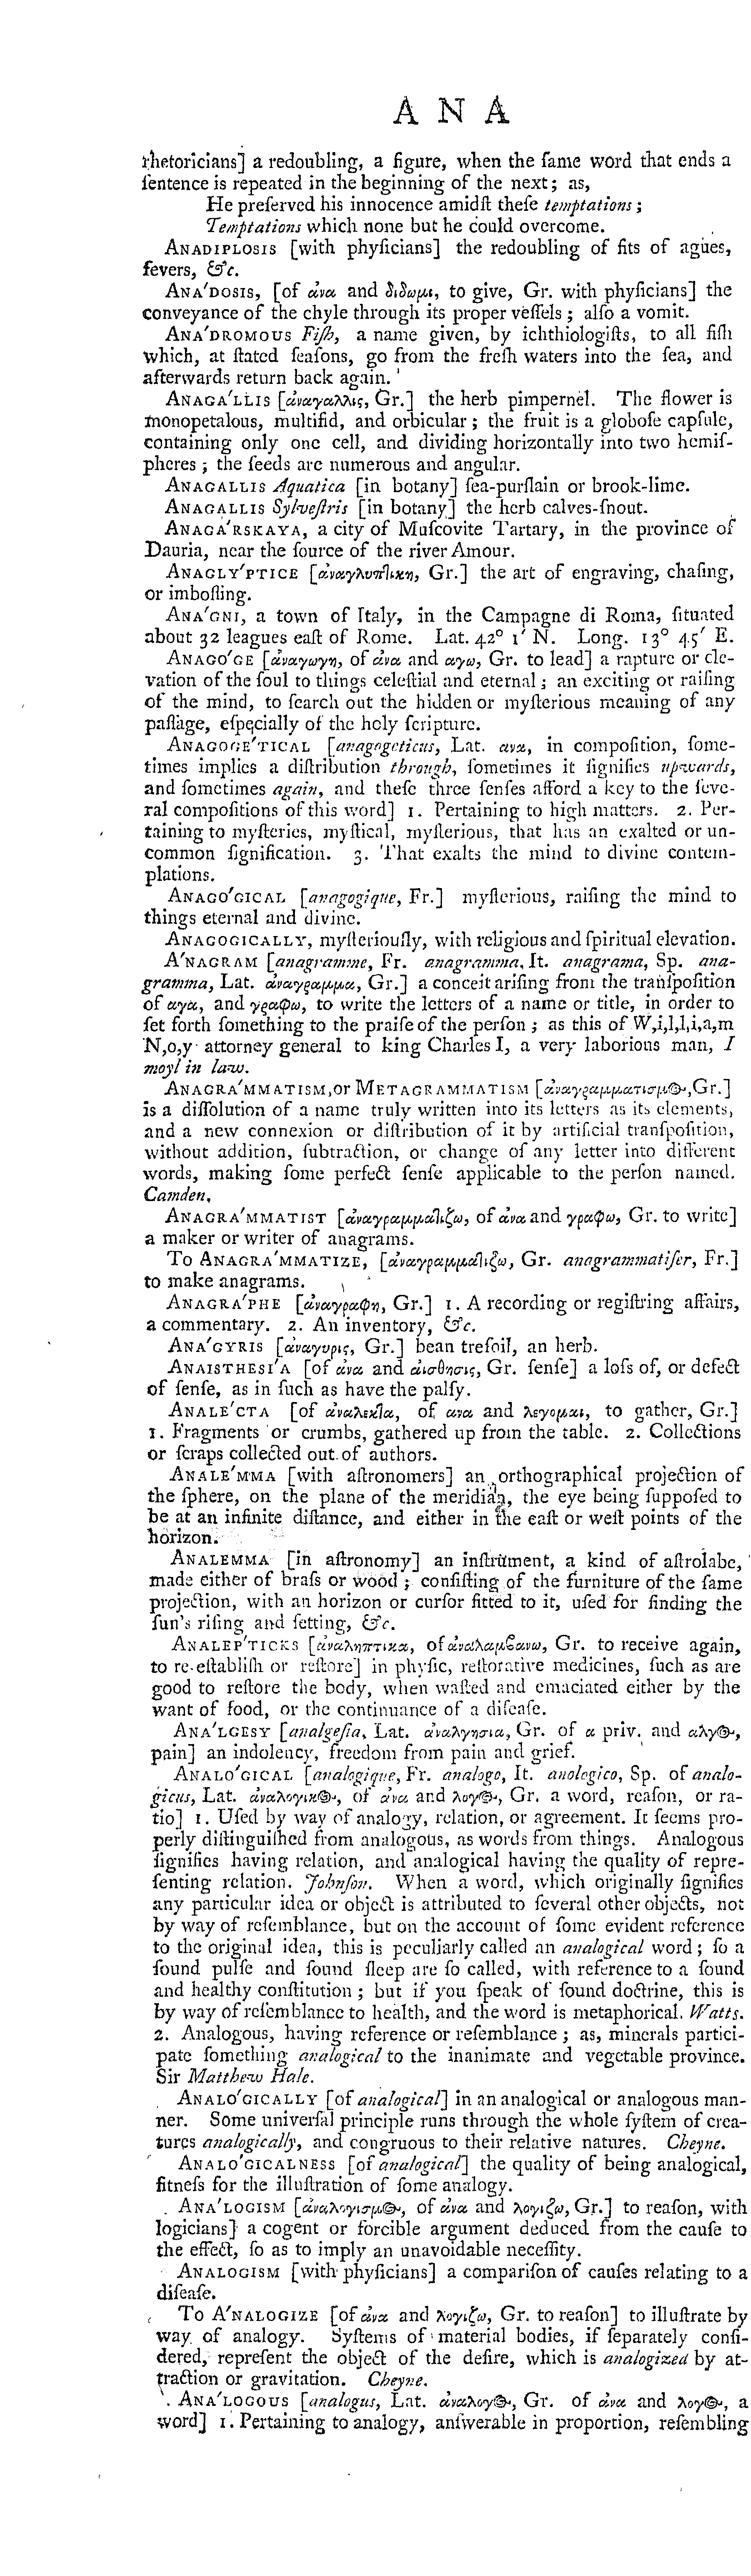 A N A
rhetoricians] a redoubling, a figure, when the ſame word that ends a
ſentence is repeated in the beginning of the next; as,
He preſerved his innocence amidſt theſe temptations;
Temptations which none but he could overcome.
ANADIPLOSIS [with phyſicians] the redoubling of fits of agues,
fevers, &c.
ANA′DOSIS, [of ἀνα and διδωμι, to give, Gr. with phyſicians] the
conveyance of the chyle through its proper veſſels; alſo a vomit.
ANA′DROMOUS Fiſh, a name given, by ichthiologiſts, to all fiſh
which, at ſtated ſeaſons, go from the freſh waters into the ſea, and
afterwards return back again.
ANAGA′LLIS [ἀναγαλλις, Gr.] the herb pimpernel. The flower is
monopetalous, multifid, and orbicular; the fruit is a globoſe capſule,
containing only one cell, and dividing horizontally into two hemiſ-
pheres; the ſeeds are numerous and angular.
ANAGALLIS Aquatica [in botany] ſea-purſlain or brook-lime.
ANAGALLIS Sylveſtris [in botany] the herb calves-ſnout.
ANAGA′RSKAYA, a city of Muſcovite Tartary, in the province of
Dauria, near the ſource of the river Amour.
ANAGLY′PTICE [ἀναγλυπτικη, Gr.] the art of engraving, chaſing,
or imboſſing.
ANA′GNI, a town of Italy, in the Campagne di Roma, ſituated
about 32 leagues eaſt of Rome. Lat. 42° 1′ N. Long. 13° 45′ E.
ANAGO′GE [ἀναγωγη, of ἀνα and αγω, Gr. to lead] a rapture or ele-
vation of the ſoul to things celeſtial and eternal; an exciting or raiſing
of the mind, to ſearch out the hidden or myſterious meaning of any
paſſage, eſpecially of the holy ſcripture.
ANAGOGE′TICAL [anagogeticus, Lat. ανα, in compoſition, ſome-
times implies a diſtribution through, ſometimes it ſignifies upwards,
and ſometimes again, and theſe three ſenſes afford a key to the ſeve-
ral compoſitions of this word] 1. Pertaining to high matters. 2. Per-
taining to myſteries, myſtical, myſterious, that has an exalted or un-
common ſignification. 3. That exalts the mind to divine contem-
plations.
ANAGO′GICAL [anagogique, Fr.] myſterious, raiſing the mind to
things eternal and divine.
ANAGOGICALLY, myſteriouſly, with religious and ſpiritual elevation.
A′NAGRAM [anagramme, Fr. anagramma, It. anagrama, Sp. ana-
gramma, Lat. ἀναγραμμα, Gr.] a conceit ariſing from the tranſpoſition
of αγα, and γραφω, to write the letters of a name or title, in order to
ſet forth ſomething to the praiſe of the perſon; as this of W,i,l,l,i,a,m
N,o,y attorney general to king Charles I, a very laborious man, I
moyl in law.
ANAGRA′MMATISM, or METAGRAMMATISM [ἀναγραμματισμος, Gr.]
is a diſſolution of a name truly written into its letters as its elements,
and a new connexion or diſtribution of it by artificial tranſpoſition,
without addition, ſubtraction, or change of any letter into different
words, making ſome perfect ſenſe applicable to the perſon named.
Camden.
ANAGRA′MMATIST [ἀναγραμματιζω, of ἀνα and γραφω, Gr. to write]
a maker or writer of anagrams.
To ANAGRA′MMATIZE, [ἀναγραμματιζω, Gr. anagrammatiſer, Fr.]
to make anagrams.
ANAGRA′PHE [ἀναγραφη, Gr.] 1. A recording or regiſtring affairs,
a commentary. 2. An inventory, &c.
ANA′GYRIS [ἀναγυρις, Gr.] bean trefoil, an herb.
ANAISTHESI′A [of ἀνα and ἀισθησις, Gr. ſenſe] a loſs of, or defect
of ſenſe, as in ſuch as have the palſy.
ANALE′CTA [of ἀναλεκτα, of ανα and λεγομαι, to gather, Gr.]
1. Fragments or crumbs, gathered up from the table. 2. Collections
or ſcraps collected out of authors.
ANALE′MMA [with aſtronomers] an orthographical projection of
the ſphere, on the plane of the meridian, the eye being ſuppoſed to
be at an infinite diſtance, and either in the eaſt or weſt points of the
horizon.
ANALEMMA [in aſtronomy] an inſtrument, a kind of aſtrolabe,
made either of braſs or wood; conſiſting of the furniture of the ſame
projection, with an horizon or curſor fitted to it, uſed for finding the
ſun's riſing and ſetting, &c.
ANALEP′TICKS [ἀναληπτικα, of ἀναλαμβανω, Gr. to receive again,
to re-eſtabliſh or reſtore] in phyſic, reſtorative medicines, ſuch as are
good to reſtore the body, when waſted and emaciated either by the
want of food, or the continuance of a diſeaſe.
ANA′LGESY [analgeſia, Lat. ἀναλγησια, Gr. of α priv. and αλγος,
pain] an indolency, freedom from pain and grief.
ANALO′GICAL [analogique, Fr. analogo, It. anologico, Sp. of analo-
gicus, Lat. ἀναλογικος, of ἀνα and λογος, Gr. a word, reaſon, or ra-
tio] 1. Uſed by way of analogy, relation, or agreement. It ſeems pro-
perly diſtinguiſhed from analogous, as words from things. Analogous
ſignifies having relation, and analogical having the quality of repre-
ſenting relation. Johnſon. When a word, which originally ſignifies
any particular idea or object is attributed to ſeveral other objects, not
by way of reſemblance, but on the account of ſome evident reference
to the original idea, this is peculiarly called an analogical word; ſo a
ſound pulſe and ſound ſleep are ſo called, with reference to a ſound
and healthy conſtitution; but if you ſpeak of ſound doctrine, this is
by way of reſemblance to health, and the word is metaphorical. Watts.
2. Analogous, having reference or reſemblance; as, minerals partici-
pate ſomething analogical to the inanimate and vegetable province.
Sir Matthew Hale.
ANALO′GICALLY [of analogical] in an analogical or analogous man-
ner. Some univerſal principle runs through the whole ſyſtem of crea-
tures analogically, and congruous to their relative natures. Cheyne.
ANALO′GICALNESS [of analogical] the quality of being analogical,
fitneſs for the illuſtration of ſome analogy.
ANA′LOGISM [ἀναλογισμος, of ἀνα and λογιζω, Gr.] to reaſon, with
logicians] a cogent or forcible argument deduced from the cauſe to
the effect, ſo as to imply an unavoidable neceſſity.
ANALOGISM [with phyſicians] a compariſon of cauſes relating to a
diſeaſe.
To A′NALOGIZE [of ἀνα and λογιζω, Gr. to reaſon] to illuſtrate by
way of analogy. Syſtems of material bodies, if ſeparately conſi-
dered, repreſent the object of the deſire, which is analogized by at-
traction or gravitation. Cheyne.
ANA′LOGOUS [analogus, Lat. ἀναλογος, Gr. of ἀνα and λογος, a
word] 1. Pertaining to analogy, anſwerable in proportion, reſembling